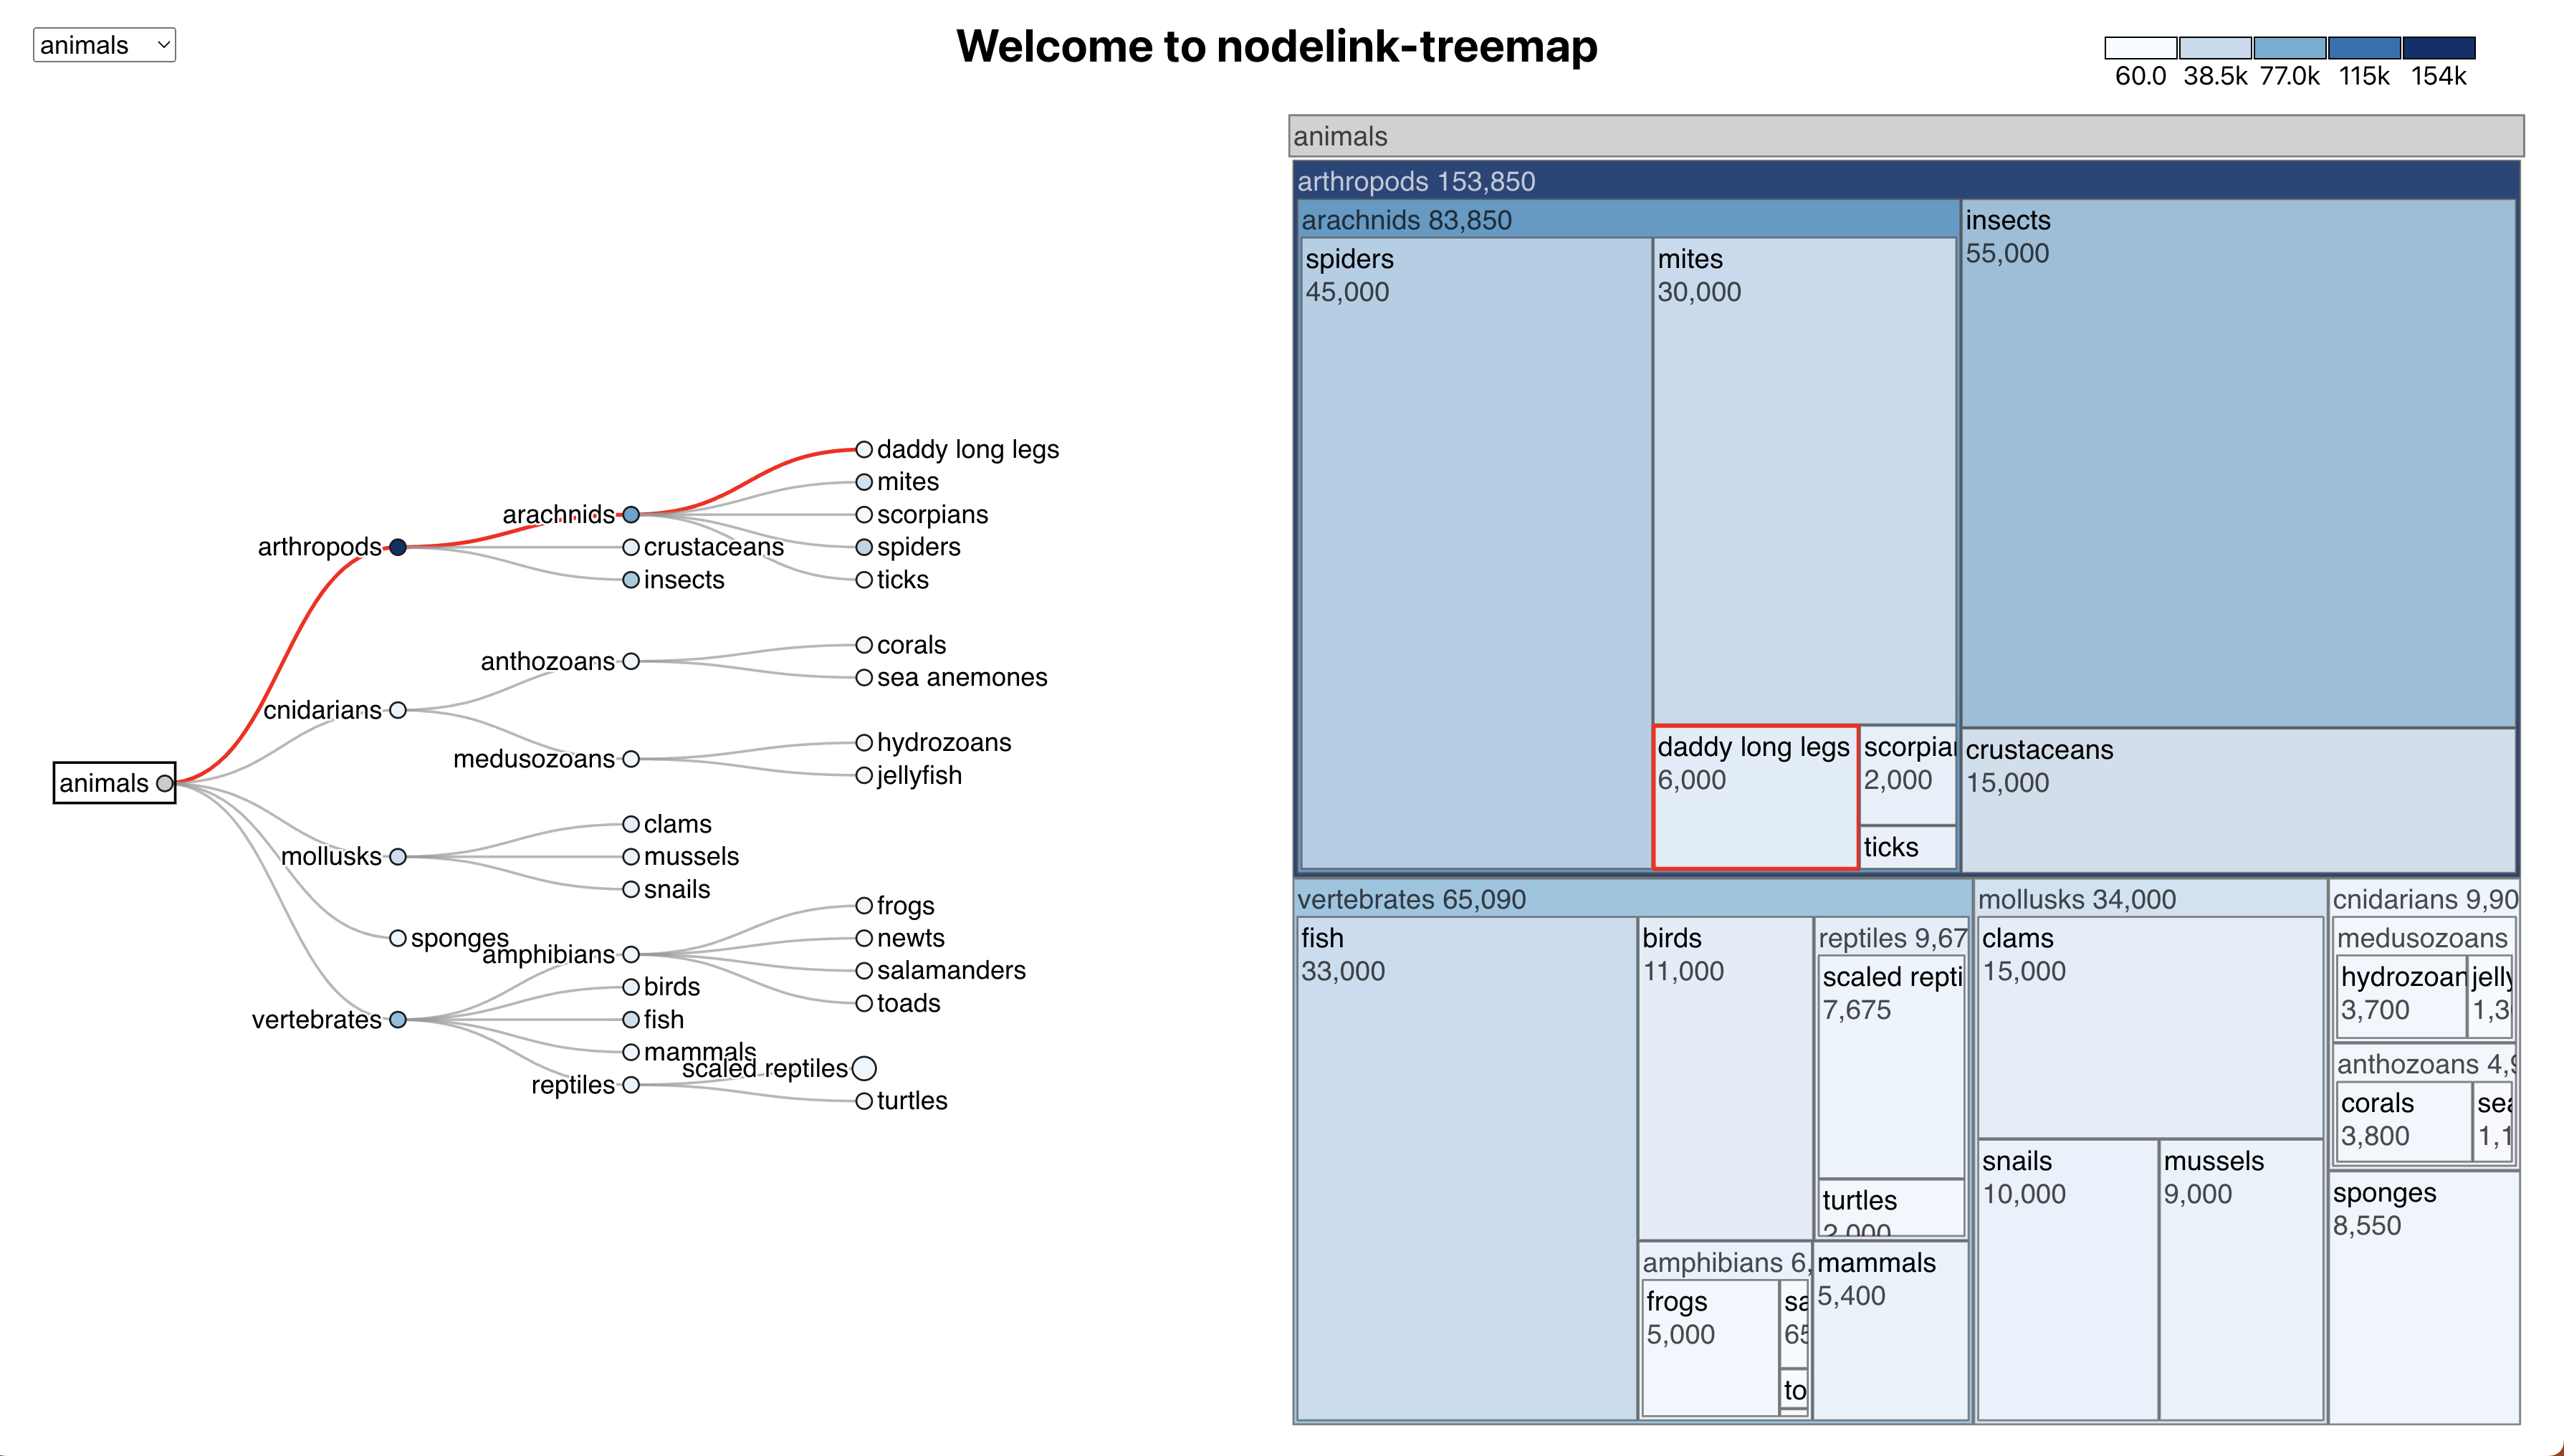 animals
Welcome to nodelink-treemap
60.0 38.5k 77.0k 115k 154k
daddy long legs
mites
arachnids
scorpians
arthropods
crustaceans
spiders
insects
ticks
corals
anthozoans
sea anemones
cnidarians
hydrozoans
medusozoans
jellyfish
animals
clams
mollusks
mussels
snails
frogs
sponges
newts
amphibians
salamanders
birds
toads
vertebrates
fish
mammals
scaled reptiles
reptiles
turtles
animals
arthropods 153,850
arachnids 83,850
spiders
45,000
mites
30,000
insects
55,000
daddy long legs
6,000
scorpian
2,000
ticks
crustaceans
15,000
vertebrates 65,090
fish
33,000
birds
11,000
reptiles 9,67
scaled repti
7,675
turtles
2,000
amphibians 6,
frogs
5,000
sa
65
to
mammals
5,400
mollusks 34,000
clams
15,000
snails
10,000
mussels
9,000
cnidarians 9,90
medusozoans
hydrozoan
3,700
jelly
1,3
anthozoans 4,9
corals
3,800
sea
1,1
sponges
8,550